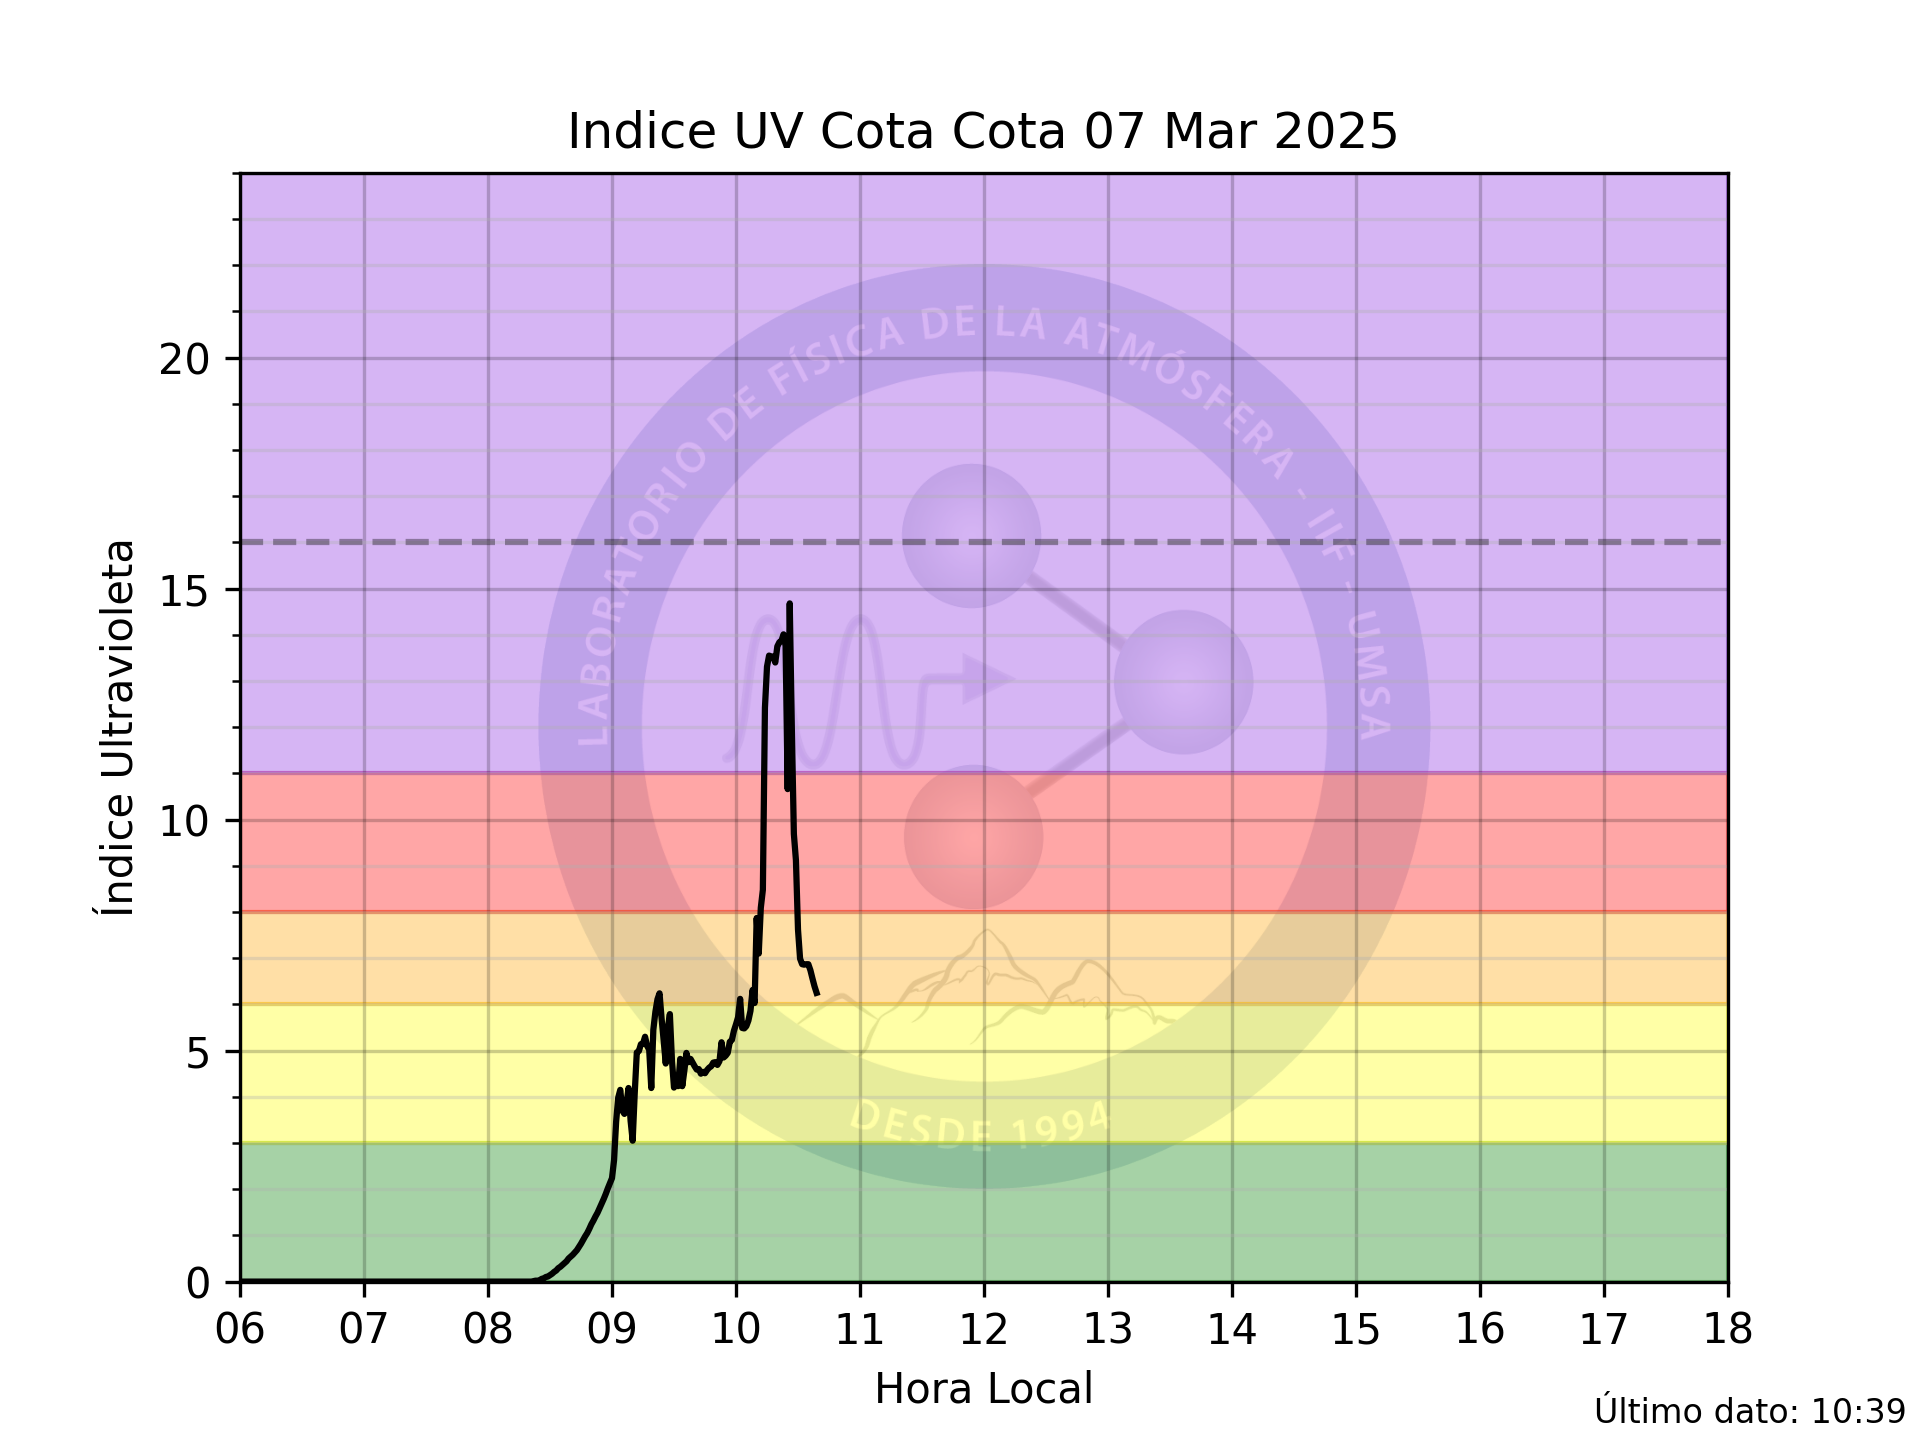 Indice UV Cota Cota 07 Mar 2025
Índice Ultravioleta
20
15
10
5
0
LABORATORIO DE FÍSICA DE LA ATMÓSFERA - IIF - UMSA
DESDE 1994
06 07 08 09 10 11 12 13 14 15 16 17 18
Hora Local
Último dato: 10:39